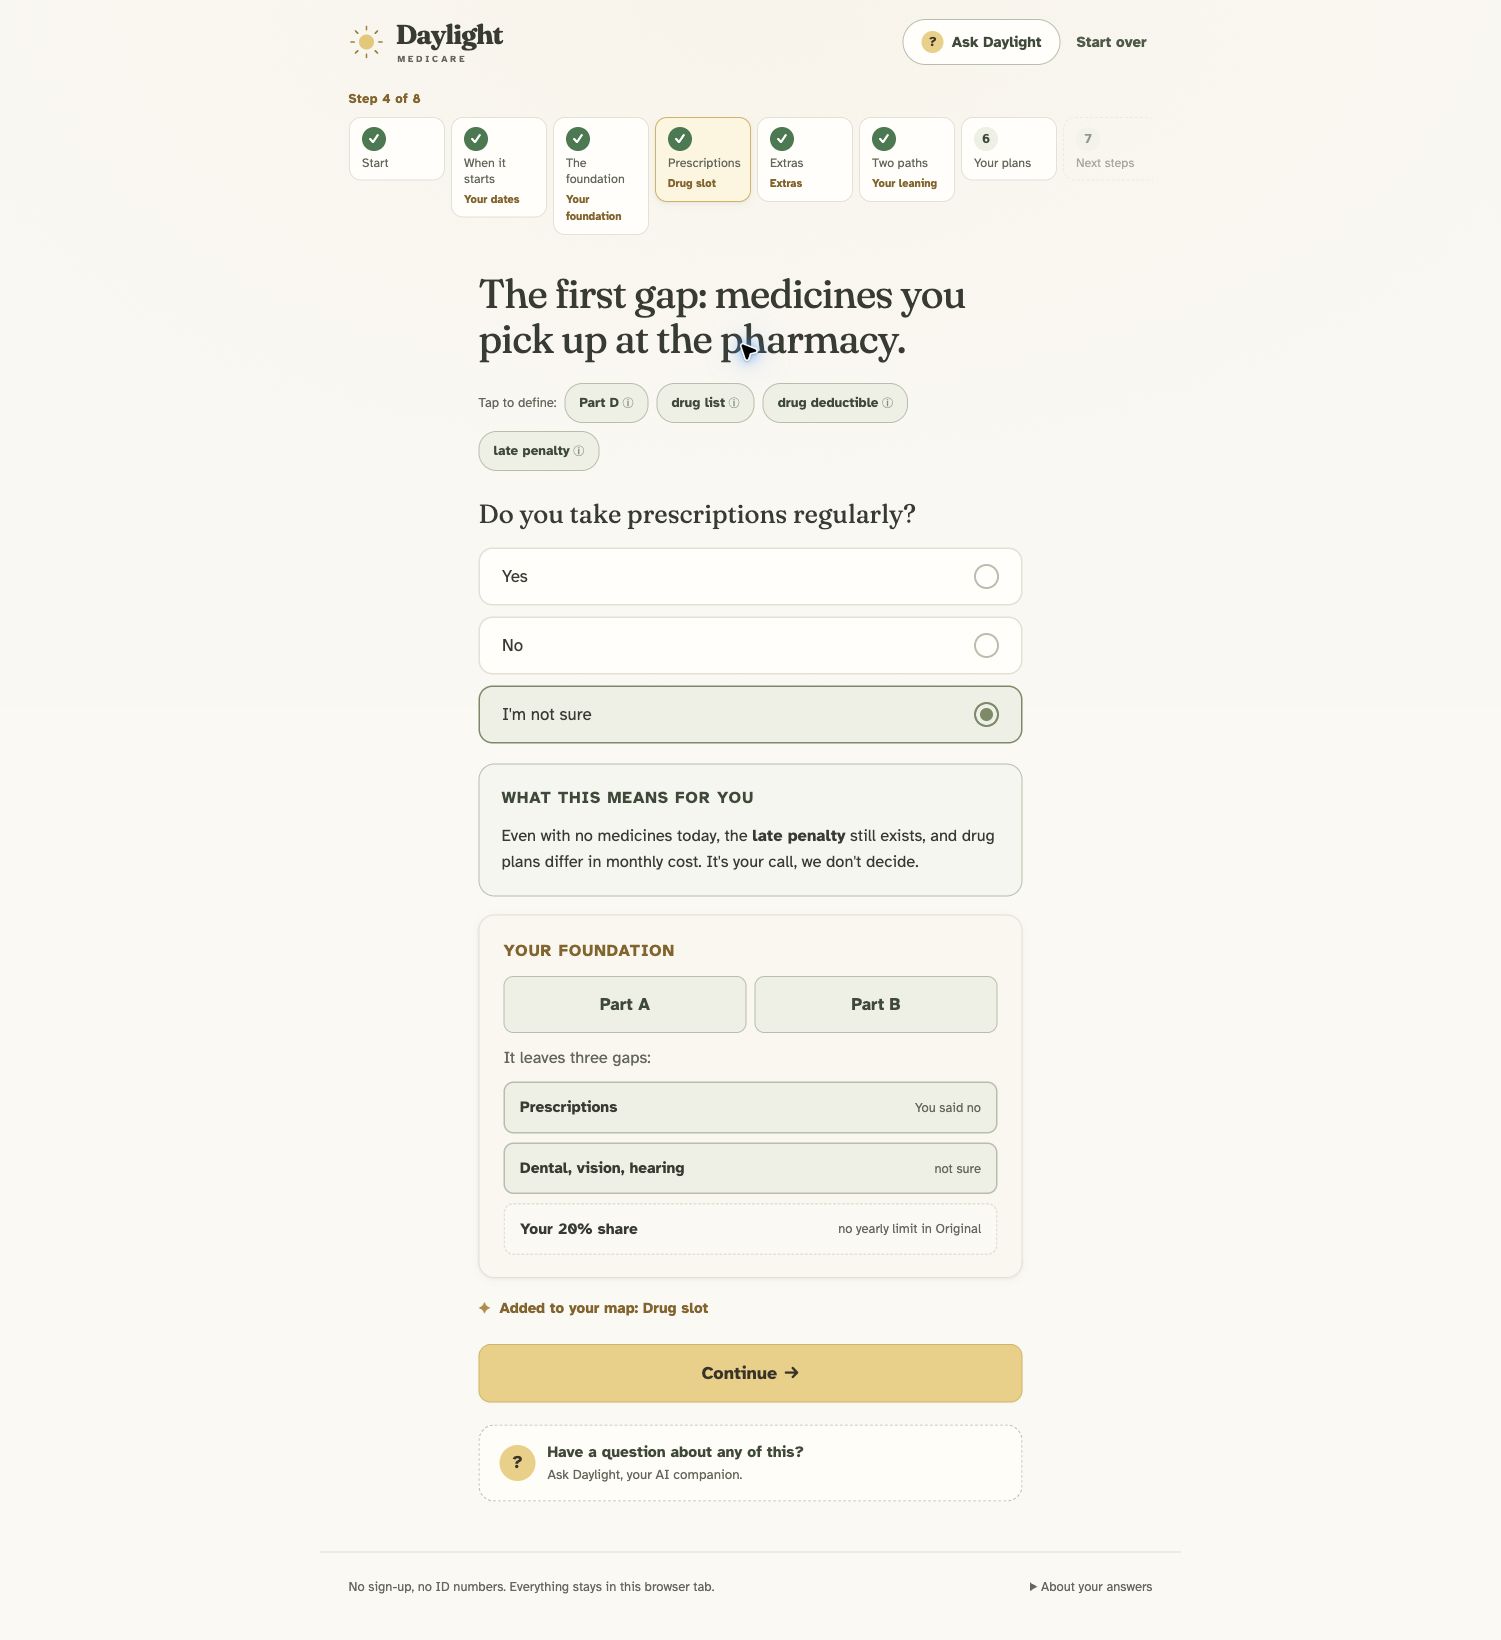 Daylight
MEDICARE
? Ask Daylight
Start over
Step 4 of 8
Start
When it
starts
Your dates
The
foundation
Your
foundation
Prescriptions
Drug slot
Extras
Extras
Two paths
Your leaning
6
Your plans
7
Next steps
The first gap: medicines you
pick up at the pharmacy.
Tap to define: Part D ⓘ drug list ⓘ drug deductible ⓘ
late penalty ⓘ
Do you take prescriptions regularly?
Yes
No
I'm not sure
WHAT THIS MEANS FOR YOU
Even with no medicines today, the late penalty still exists, and drug
plans differ in monthly cost. It's your call, we don't decide.
YOUR FOUNDATION
Part A
Part B
It leaves three gaps:
Prescriptions You said no
Dental, vision, hearing not sure
Your 20% share no yearly limit in Original
✦ Added to your map: Drug slot
Continue →
?
Have a question about any of this?
Ask Daylight, your AI companion.
No sign-up, no ID numbers. Everything stays in this browser tab.
▶ About your answers